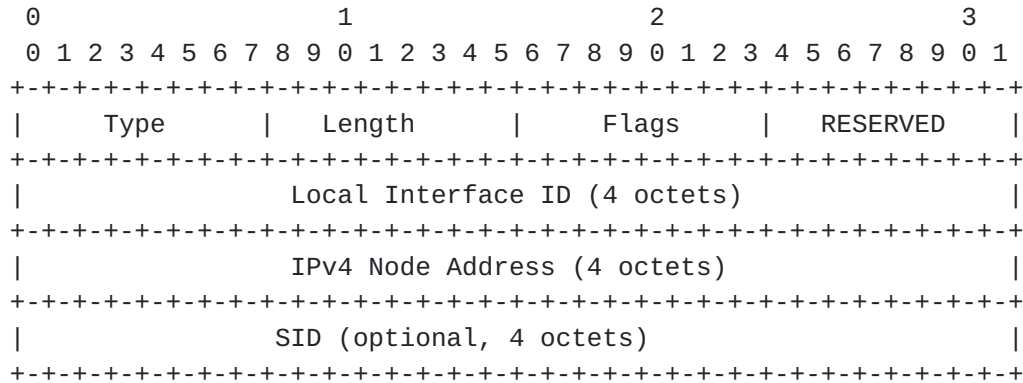 0                   1                   2                   3
 0 1 2 3 4 5 6 7 8 9 0 1 2 3 4 5 6 7 8 9 0 1 2 3 4 5 6 7 8 9 0 1
+-+-+-+-+-+-+-+-+-+-+-+-+-+-+-+-+-+-+-+-+-+-+-+-+-+-+-+-+-+-+-+-+
|     Type      |   Length      |     Flags     |   RESERVED    |
+-+-+-+-+-+-+-+-+-+-+-+-+-+-+-+-+-+-+-+-+-+-+-+-+-+-+-+-+-+-+-+-+
|                 Local Interface ID (4 octets)                 |
+-+-+-+-+-+-+-+-+-+-+-+-+-+-+-+-+-+-+-+-+-+-+-+-+-+-+-+-+-+-+-+-+
|                 IPv4 Node Address (4 octets)                  |
+-+-+-+-+-+-+-+-+-+-+-+-+-+-+-+-+-+-+-+-+-+-+-+-+-+-+-+-+-+-+-+-+
|                SID (optional, 4 octets)                       |
+-+-+-+-+-+-+-+-+-+-+-+-+-+-+-+-+-+-+-+-+-+-+-+-+-+-+-+-+-+-+-+-+